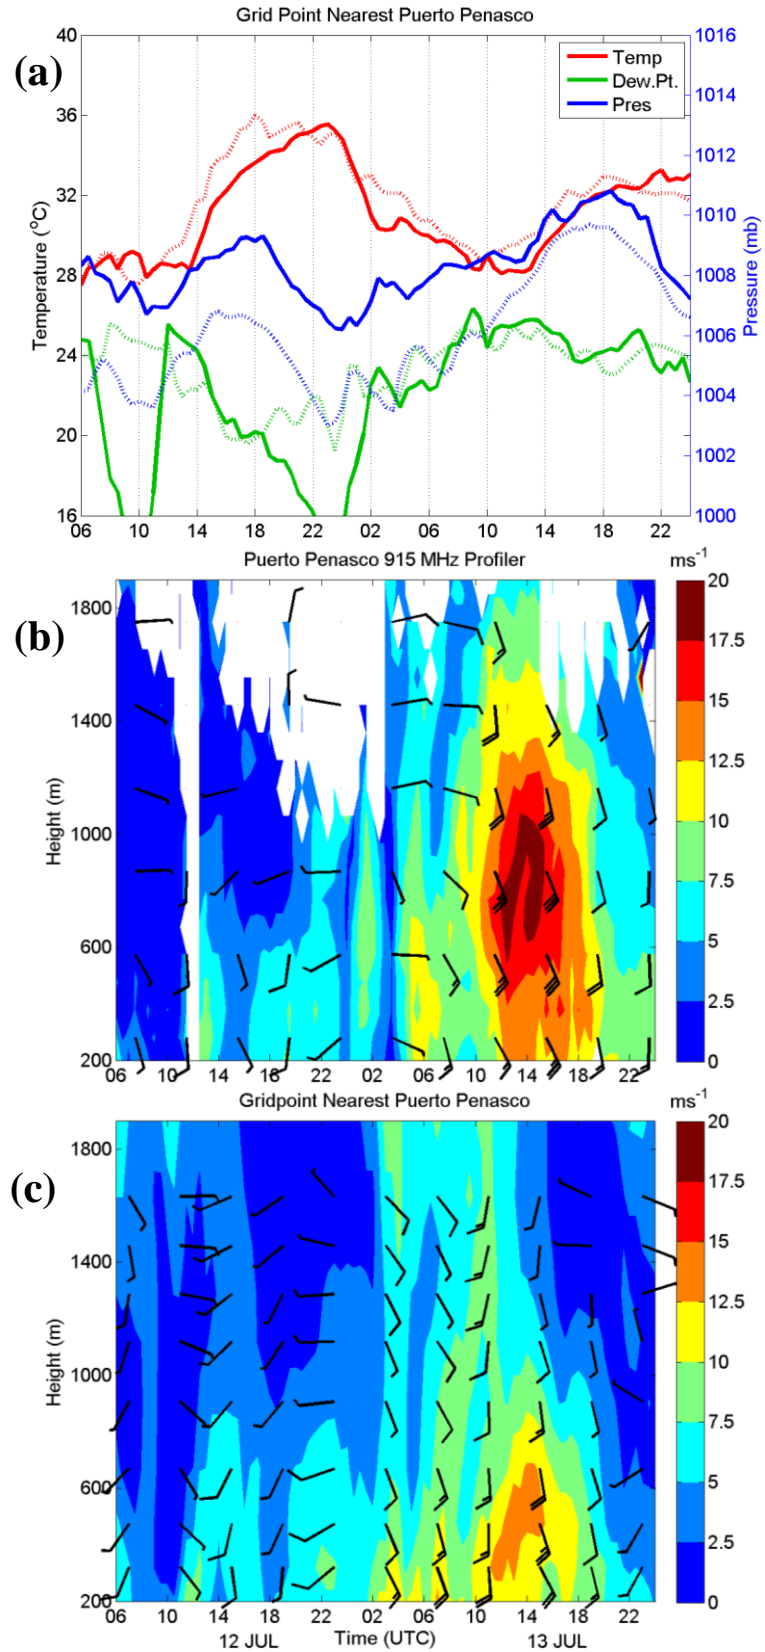 Grid Point Nearest Puerto Penasco
(a)
Temperature (°C)
40
36
32
28
24
20
16
Temp
Dew.Pt.
Pres
1016
1014
1013
1012
1011
1010
1009
1008
1006
1005
1004
1002
1001
1000
Pressure (mb)
06 10 14 18 22 02 06 10 14 18 22
Puerto Penasco 915 MHz Profiler
ms⁻¹
(b)
Height (m)
1800
1400
1000
600
200
20
17.5
15
12.5
10
7.5
5
2.5
0
06 10 14 18 22 02 06 10 14 18 22
Gridpoint Nearest Puerto Penasco
ms⁻¹
(c)
Height (m)
1800
1400
1000
600
200
20
17.5
15
12.5
10
7.5
5
2.5
0
06 10 14 18 22 02 06 10 14 18 22
12 JUL Time (UTC) 13 JUL